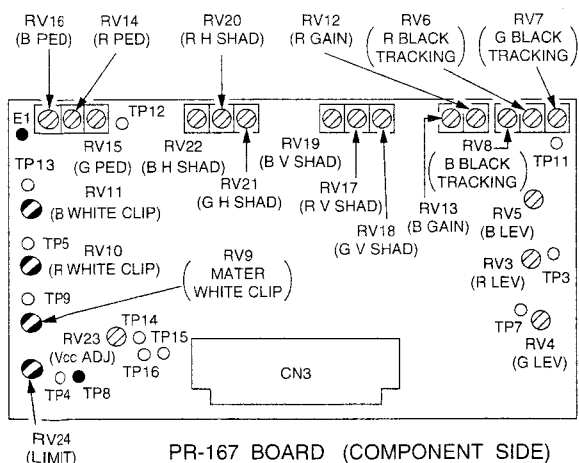 RV16
(B PED)
RV14
(R PED)
RV20
(R H SHAD)
RV12
(R GAIN)
RV6
(R BLACK
TRACKING)
RV7
(G BLACK
TRACKING)
E1
TP12
RV15
(G PED)
RV22
(B H SHAD)
RV21
(G H SHAD)
RV19
(B V SHAD)
RV17
(R V SHAD)
RV18
(G V SHAD)
RV13
(B GAIN)
RV8
(B BLACK
TRACKING)
TP11
TP13
RV11
(B WHITE CLIP)
RV5
(B LEV)
TP5
RV10
(R WHITE CLIP)
RV9
(MATER
WHITE CLIP)
RV3
(R LEV)
TP3
TP9
RV23
(Vcc ADJ)
TP14
TP15
TP16
TP7
RV4
(G LEV)
TP4
TP8
CN3
RV24
(LIMIT)
PR-167 BOARD (COMPONENT SIDE)